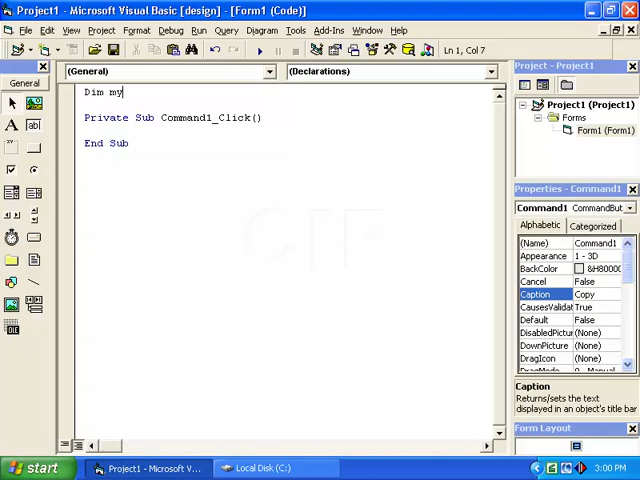 Project1 - Microsoft Visual Basic [design] - [Form1 (Code)]
File Edit View Project Format Debug Run Query Diagram Tools Add-Ins Window Help
Ln 1, Col 7
General
(General)
(Declarations)
Dim my
Private Sub Command1_Click()
End Sub
Project - Project1
Project1 (Project1)
Forms
Form1 (Form1)
Properties - Command1
Command1 CommandBut
Alphabetic Categorized
(Name) Command1
Appearance 1 - 3D
BackColor &H80000
Cancel False
Caption Copy
CausesValidat True
Default False
DisabledPictur (None)
DownPicture (None)
DragIcon (None)
DragMode 0 - Manual
Caption
Returns/sets the text
displayed in an object's title bar
Form Layout
start
Project1 - Microsoft V...
Local Disk (C:)
3:00 PM